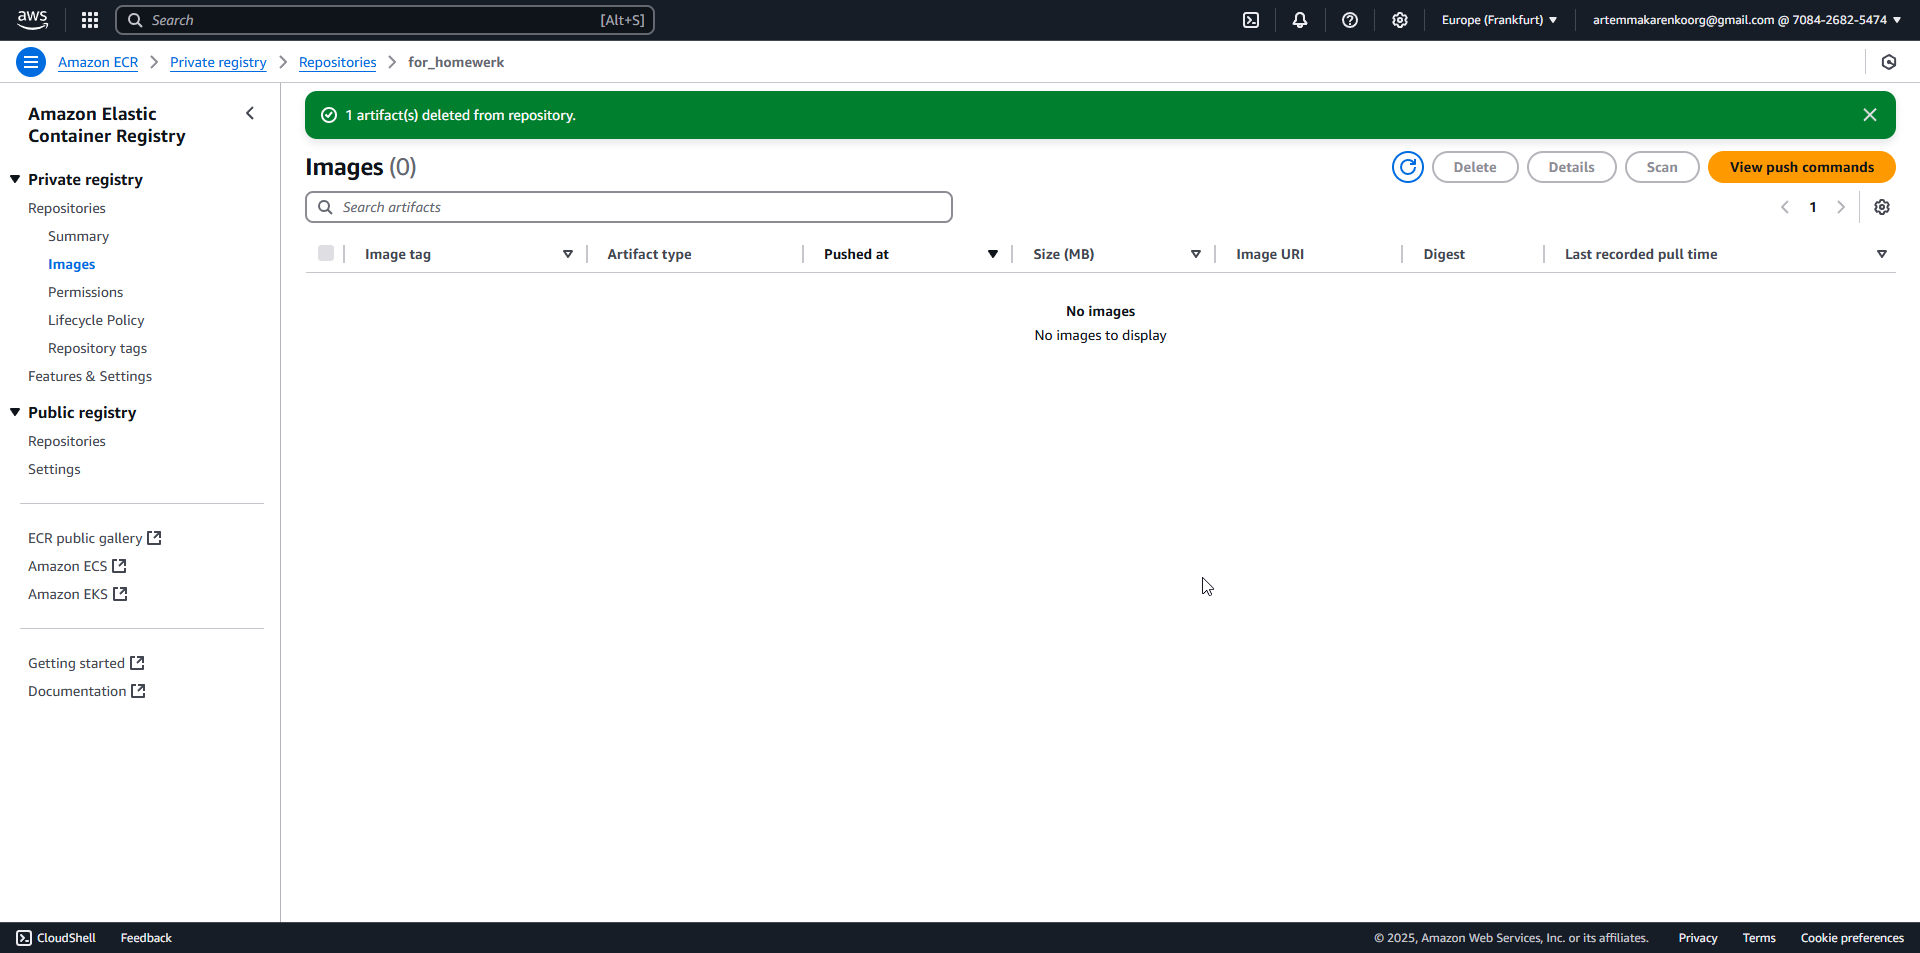 aws
Search [Alt+S]
Europe (Frankfurt)
artemmakarenkoorg@gmail.com @ 7084-2682-5474
Amazon ECR
Private registry
Repositories
for_homewerk
Amazon Elastic
Container Registry
Private registry
Repositories
Summary
Images
Permissions
Lifecycle Policy
Repository tags
Features & Settings
Public registry
Repositories
Settings
ECR public gallery
Amazon ECS
Amazon EKS
Getting started
Documentation
1 artifact(s) deleted from repository.
Images (0)
Delete
Details
Scan
View push commands
Search artifacts
1
Image tag
Artifact type
Pushed at
Size (MB)
Image URI
Digest
Last recorded pull time
No images
No images to display
CloudShell
Feedback
© 2025, Amazon Web Services, Inc. or its affiliates.
Privacy
Terms
Cookie preferences